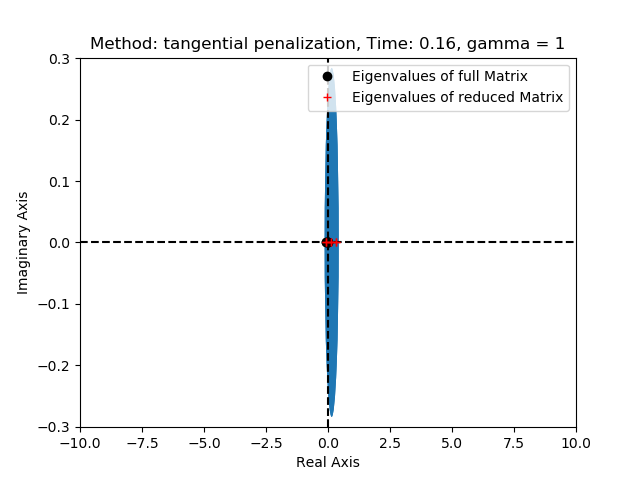 Method: tangential penalization, Time: 0.16, gamma = 1
Eigenvalues of full Matrix
Eigenvalues of reduced Matrix
0.3
0.2
0.1
0.0
−0.1
−0.2
−0.3
Imaginary Axis
−10.0 −7.5 −5.0 −2.5 0.0 2.5 5.0 7.5 10.0
Real Axis